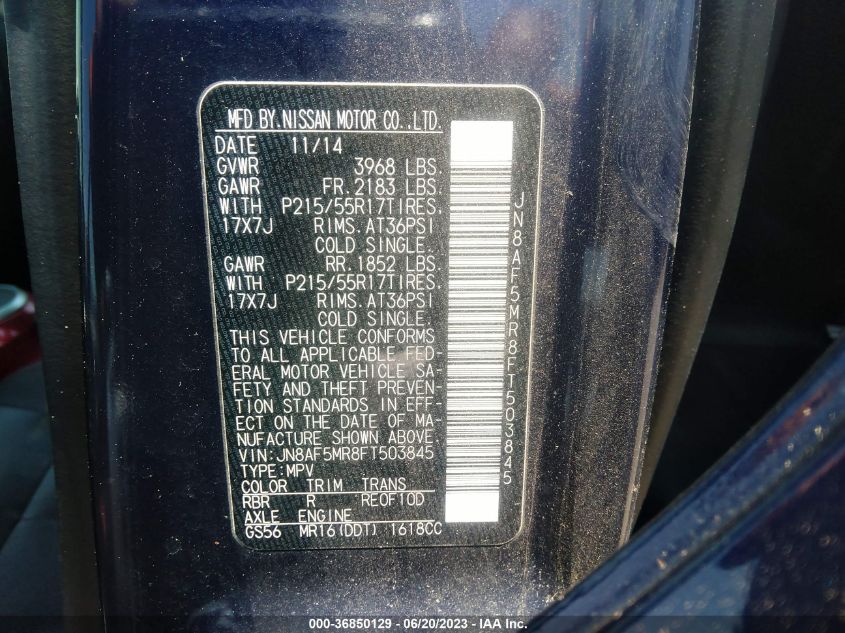 MFD BY.NISSAN MOTOR CO.,LTD.
DATE 11/14
GVWR 3968 LBS.
GAWR FR.2183 LBS.
WITH P215/55R17TIRES.
17X7J RIMS.AT36PSI
COLD SINGLE.
GAWR RR.1852 LBS.
WITH P215/55R17TIRES.
17X7J RIMS.AT36PSI
COLD SINGLE.
THIS VEHICLE CONFORMS
TO ALL APPLICABLE FED-
ERAL MOTOR VEHICLE SA-
FETY AND THEFT PREVEN-
TION STANDARDS IN EFF
ECT ON THE DATE OF MA-
NUFACTURE SHOWN ABOVE.
VIN:JN8AF5MR8FT503845
TYPE:MPV
COLOR TRIM TRANS
RBR R RE0F10D
AXLE ENGINE
GS56 MR16(DDT) 1618CC
JN8AF5MR8FT503845
000-36850129 - 06/20/2023 - IAA Inc.